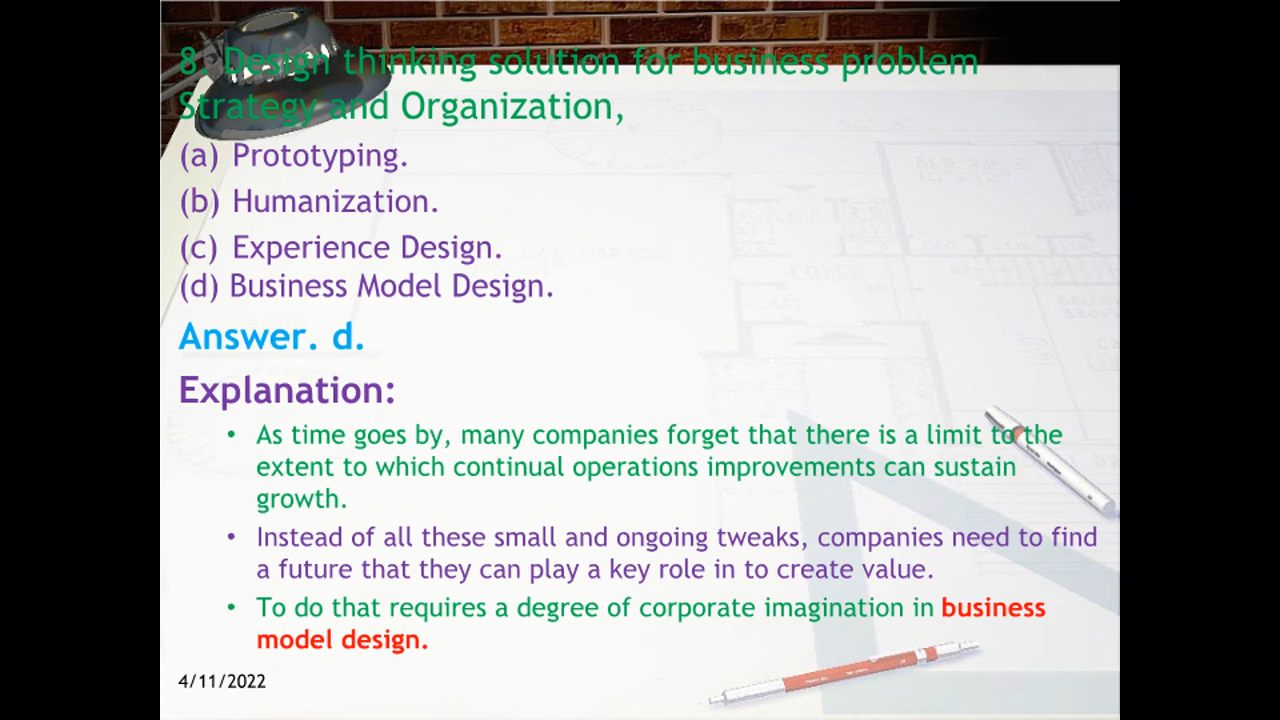 8. Design thinking solution for business problem
Strategy and Organization,
(a) Prototyping.
(b) Humanization.
(c) Experience Design.
(d) Business Model Design.
Answer. d.
Explanation:
• As time goes by, many companies forget that there is a limit to the
extent to which continual operations improvements can sustain
growth.
• Instead of all these small and ongoing tweaks, companies need to find
a future that they can play a key role in to create value.
• To do that requires a degree of corporate imagination in business
model design.
4/11/2022